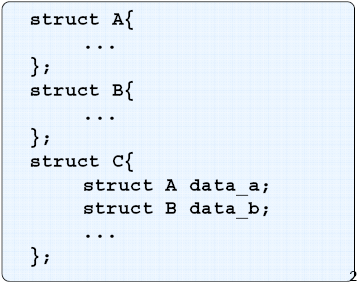 struct A{
...
};
struct B{
...
};
struct C{
struct A data_a;
struct B data_b;
...
};
2